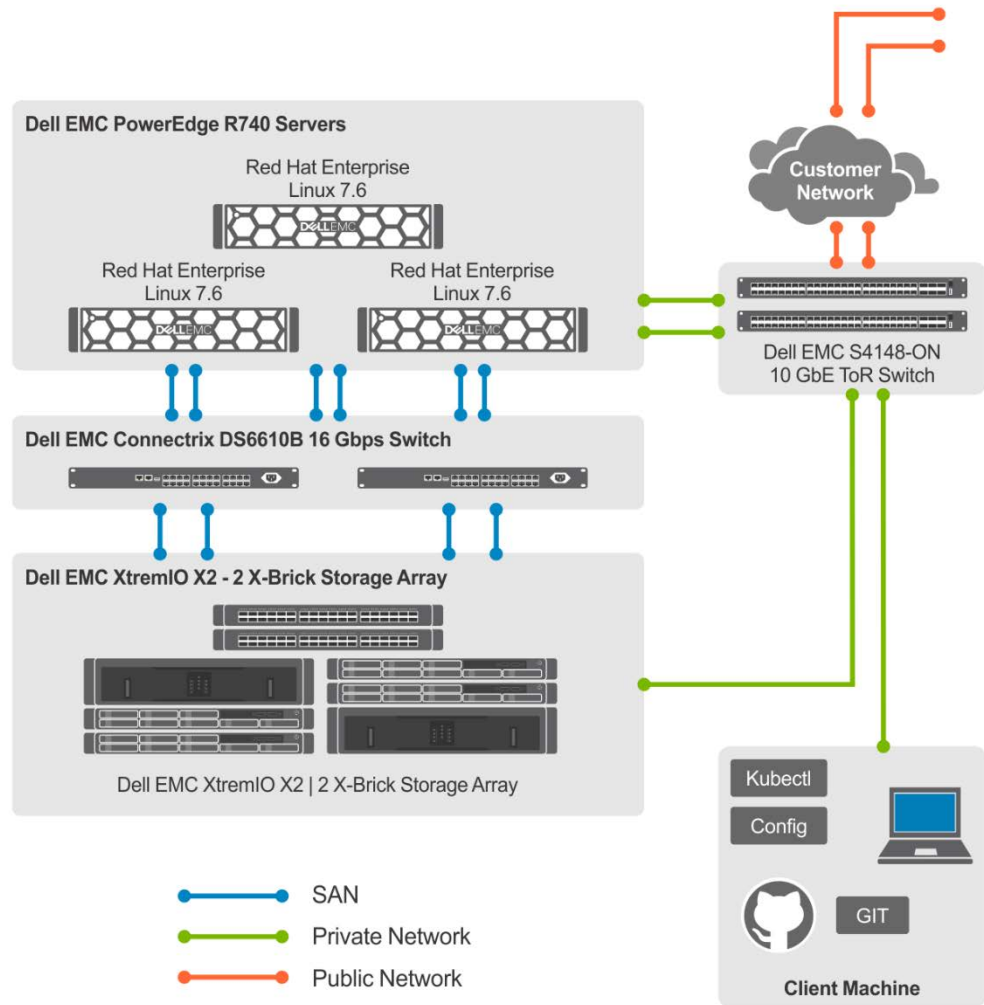 Dell EMC PowerEdge R740 Servers
Red Hat Enterprise
Linux 7.6
DELLEMC
Red Hat Enterprise
Linux 7.6
Red Hat Enterprise
Linux 7.6
DELLEMC
DELLEMC
Customer
Network
Dell EMC S4148-ON
10 GbE ToR Switch
Dell EMC Connectrix DS6610B 16 Gbps Switch
Dell EMC XtremIO X2 - 2 X-Brick Storage Array
Dell EMC XtremIO X2 | 2 X-Brick Storage Array
Kubectl
Config
GIT
Client Machine
SAN
Private Network
Public Network